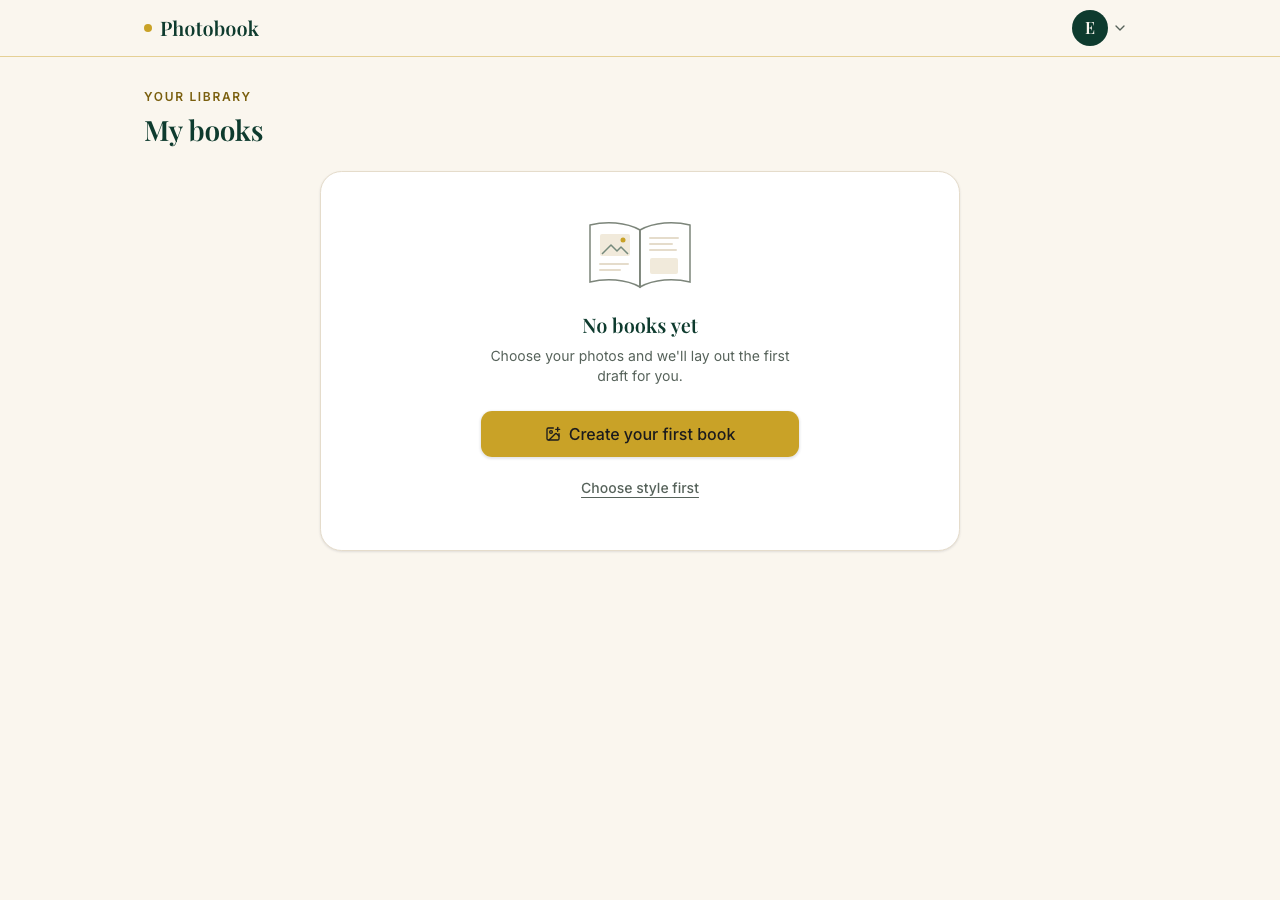 Photobook
E
YOUR LIBRARY
My books
No books yet
Choose your photos and we'll lay out the first
draft for you.
Create your first book
Choose style first